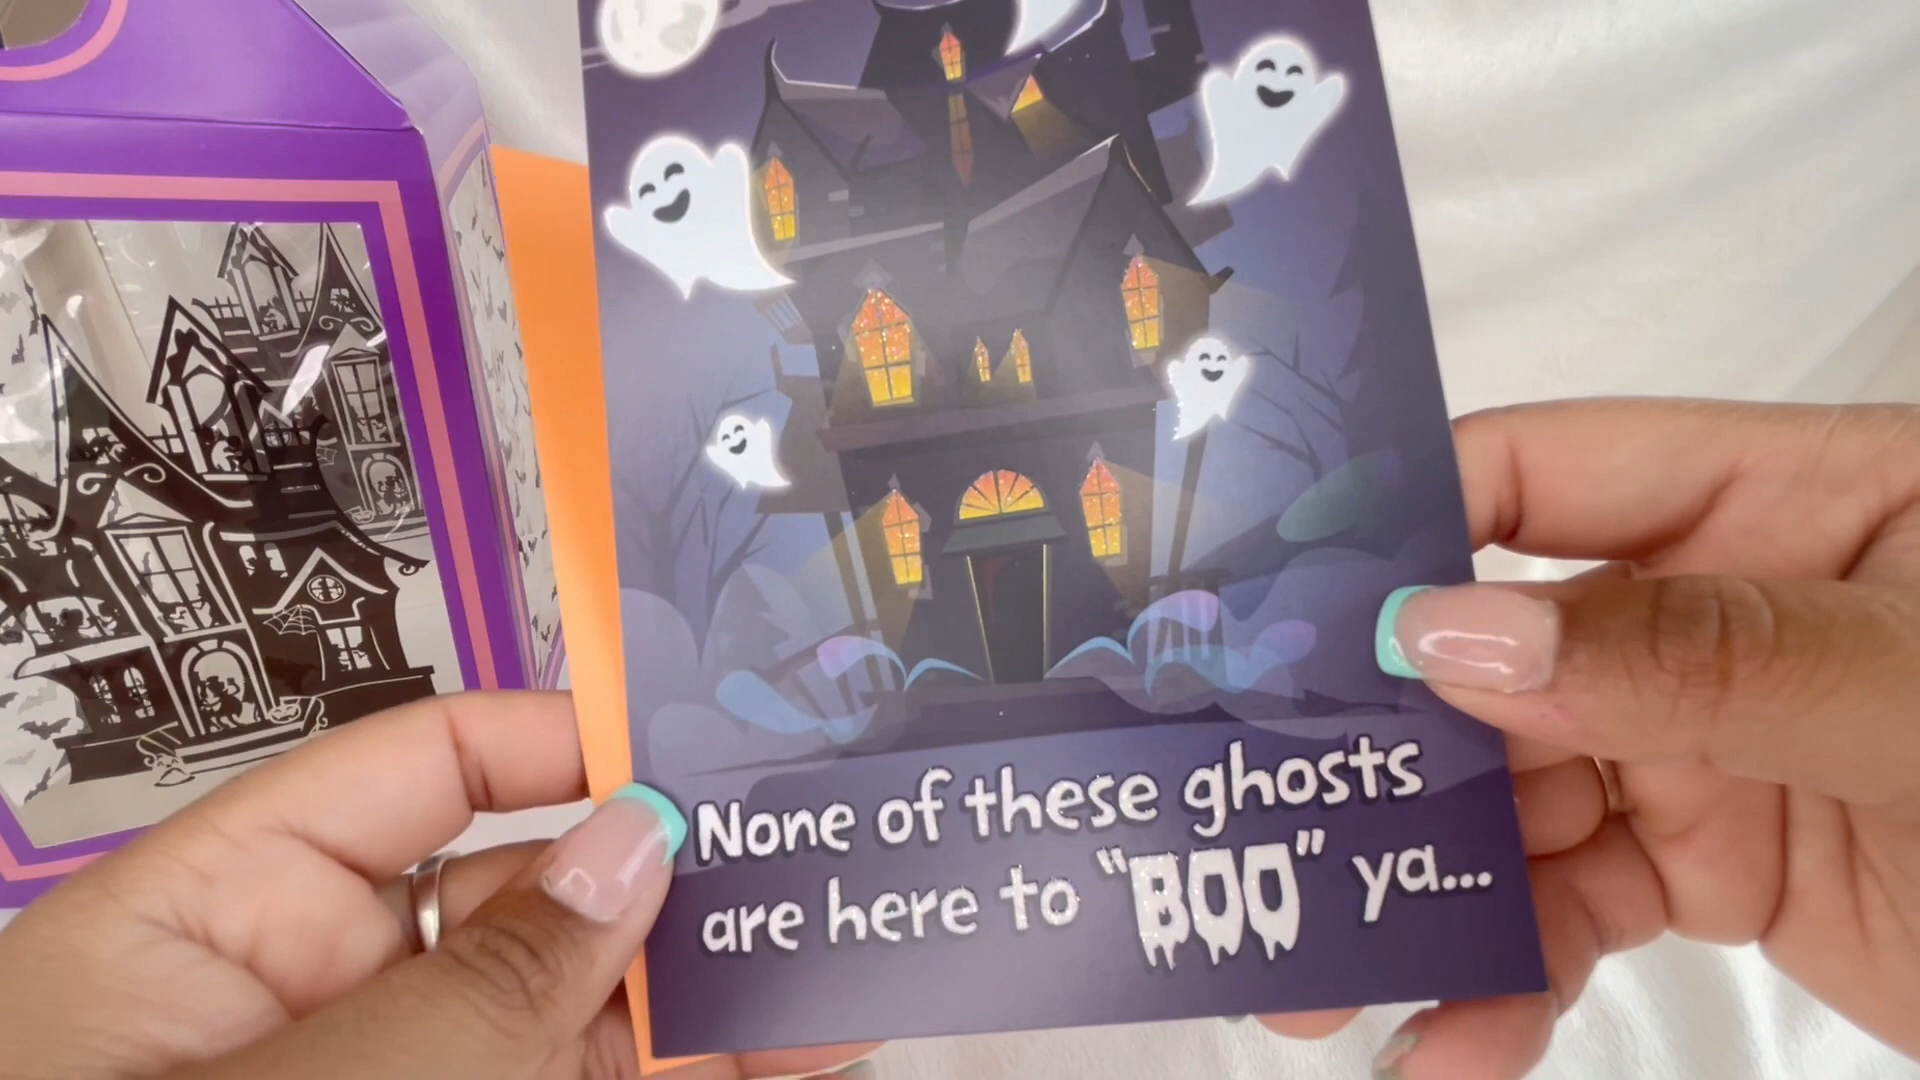 None of these ghosts
are here to "BOO" ya...